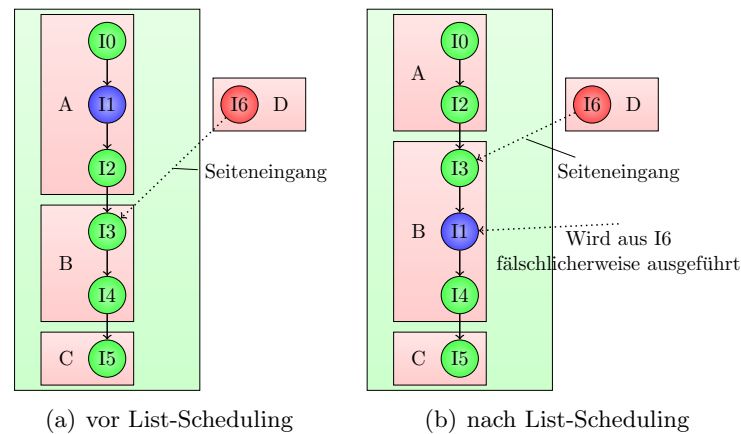 I0
A
I1
I2
I6
D
Seiteneingang
I3
B
I4
C
I5
(a) vor List-Scheduling
I0
A
I2
I6
D
I3
Seiteneingang
B
I1
Wird aus I6
fälschlicherweise ausgeführt
I4
C
I5
(b) nach List-Scheduling